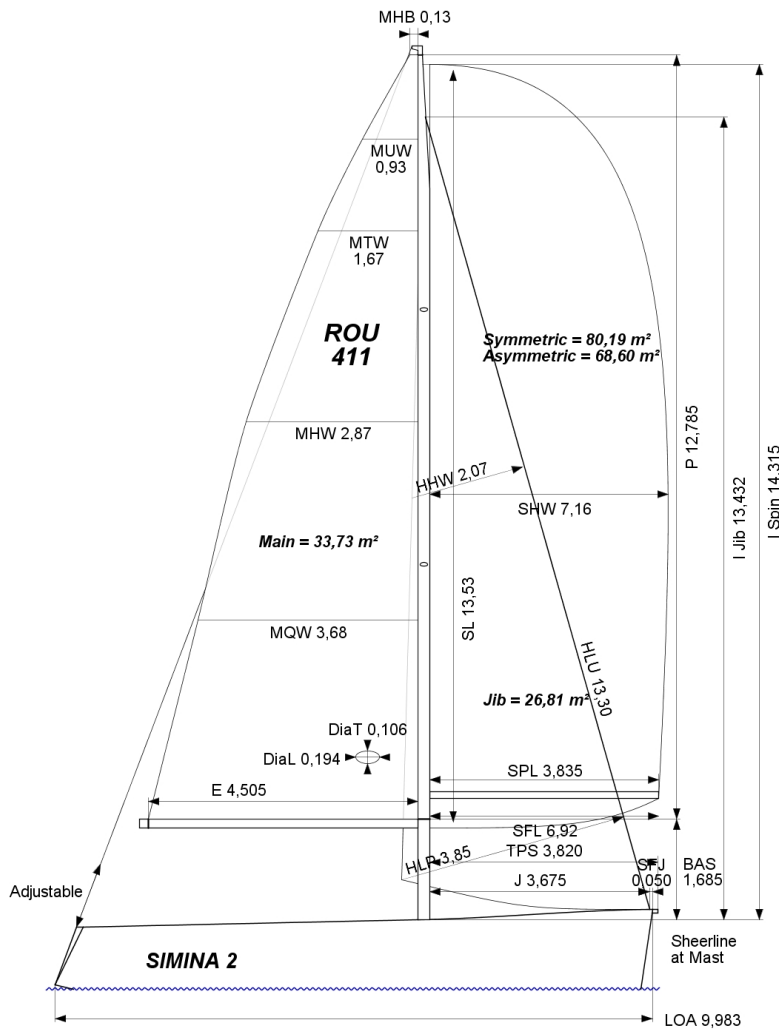 MHB 0,13
MUW
0,93
MTW
1,67
ROU
411
Symmetric = 80,19 m²
Asymmetric = 68,60 m²
P 12,785
I Jib 13,432
I Spin 14.315
MHW 2,87
HHW 2,07
SHW 7,16
Main = 33,73 m²
SL 13,53
MQW 3,68
HLU 13,30
Jib = 26,81 m²
DiaT 0,106
DiaL 0,194
SPL 3,835
E 4,505
SFL 6,92
HLP 3,85
TPS 3,820
SFJ
0,050
BAS
1,685
J 3,675
Adjustable
Sheerline
at Mast
SIMINA 2
LOA 9,983